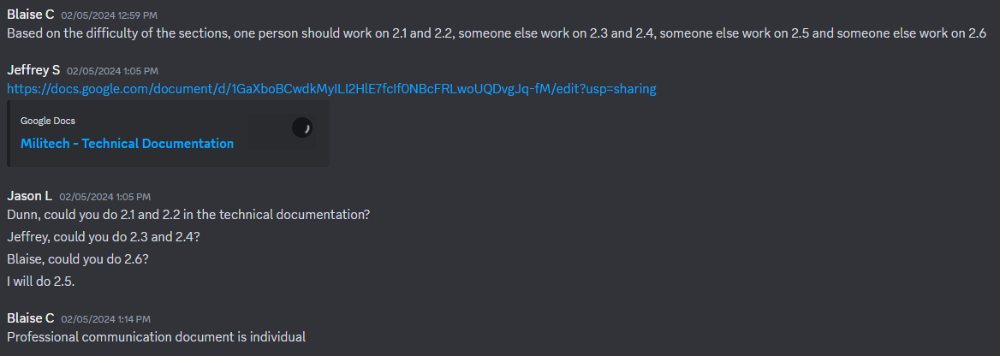 Blaise C 02/05/2024 12:59 PM
Based on the difficulty of the sections, one person should work on 2.1 and 2.2, someone else work on 2.3 and 2.4, someone else work on 2.5 and someone else work on 2.6
Jeffrey S 02/05/2024 1:05 PM
https://docs.google.com/document/d/1GaXboBCwdkMyILI2HlE7fcIf0NBcFRLwoUQDvgJq-fM/edit?usp=sharing
Google Docs
Militech - Technical Documentation
Jason L 02/05/2024 1:05 PM
Dunn, could you do 2.1 and 2.2 in the technical documentation?
Jeffrey, could you do 2.3 and 2.4?
Blaise, could you do 2.6?
I will do 2.5.
Blaise C 02/05/2024 1:14 PM
Professional communication document is individual